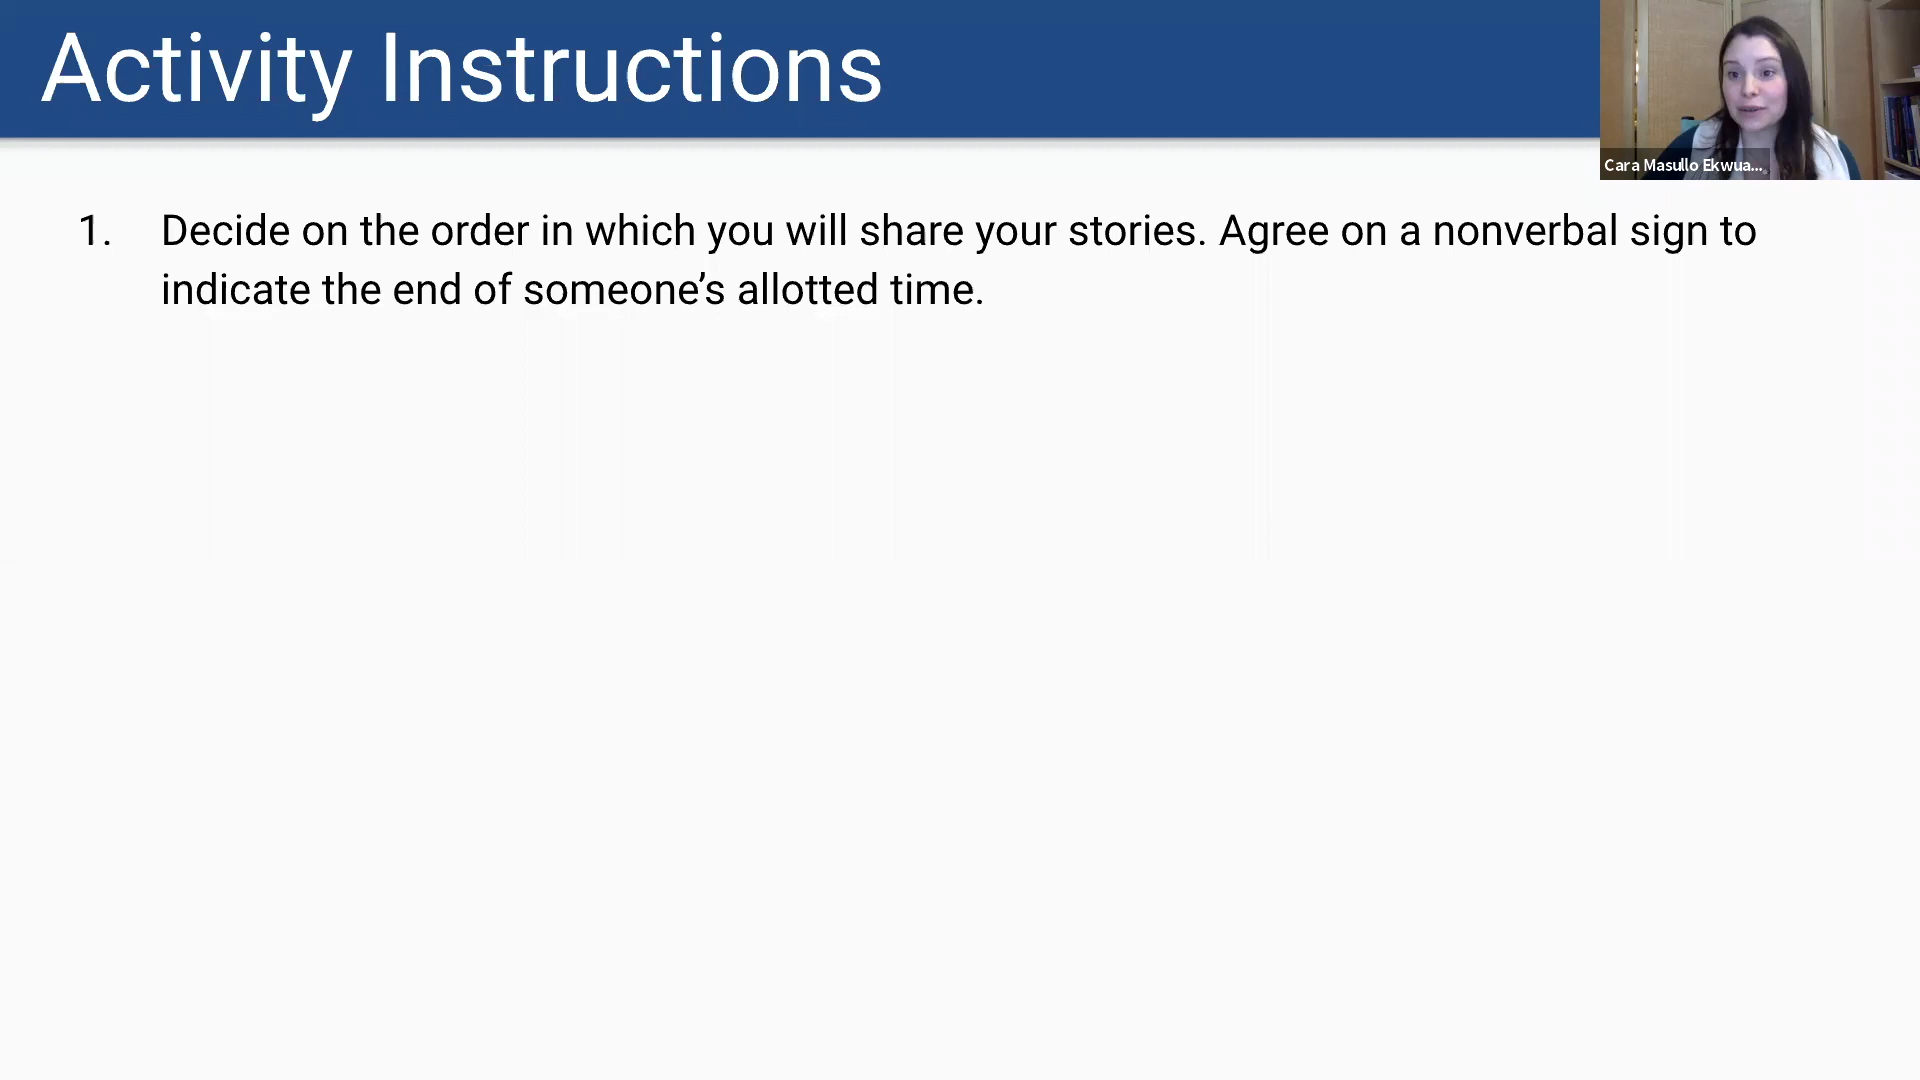 Activity Instructions
Cara Masullo Ekwua...
1. Decide on the order in which you will share your stories. Agree on a nonverbal sign to
indicate the end of someone’s allotted time.